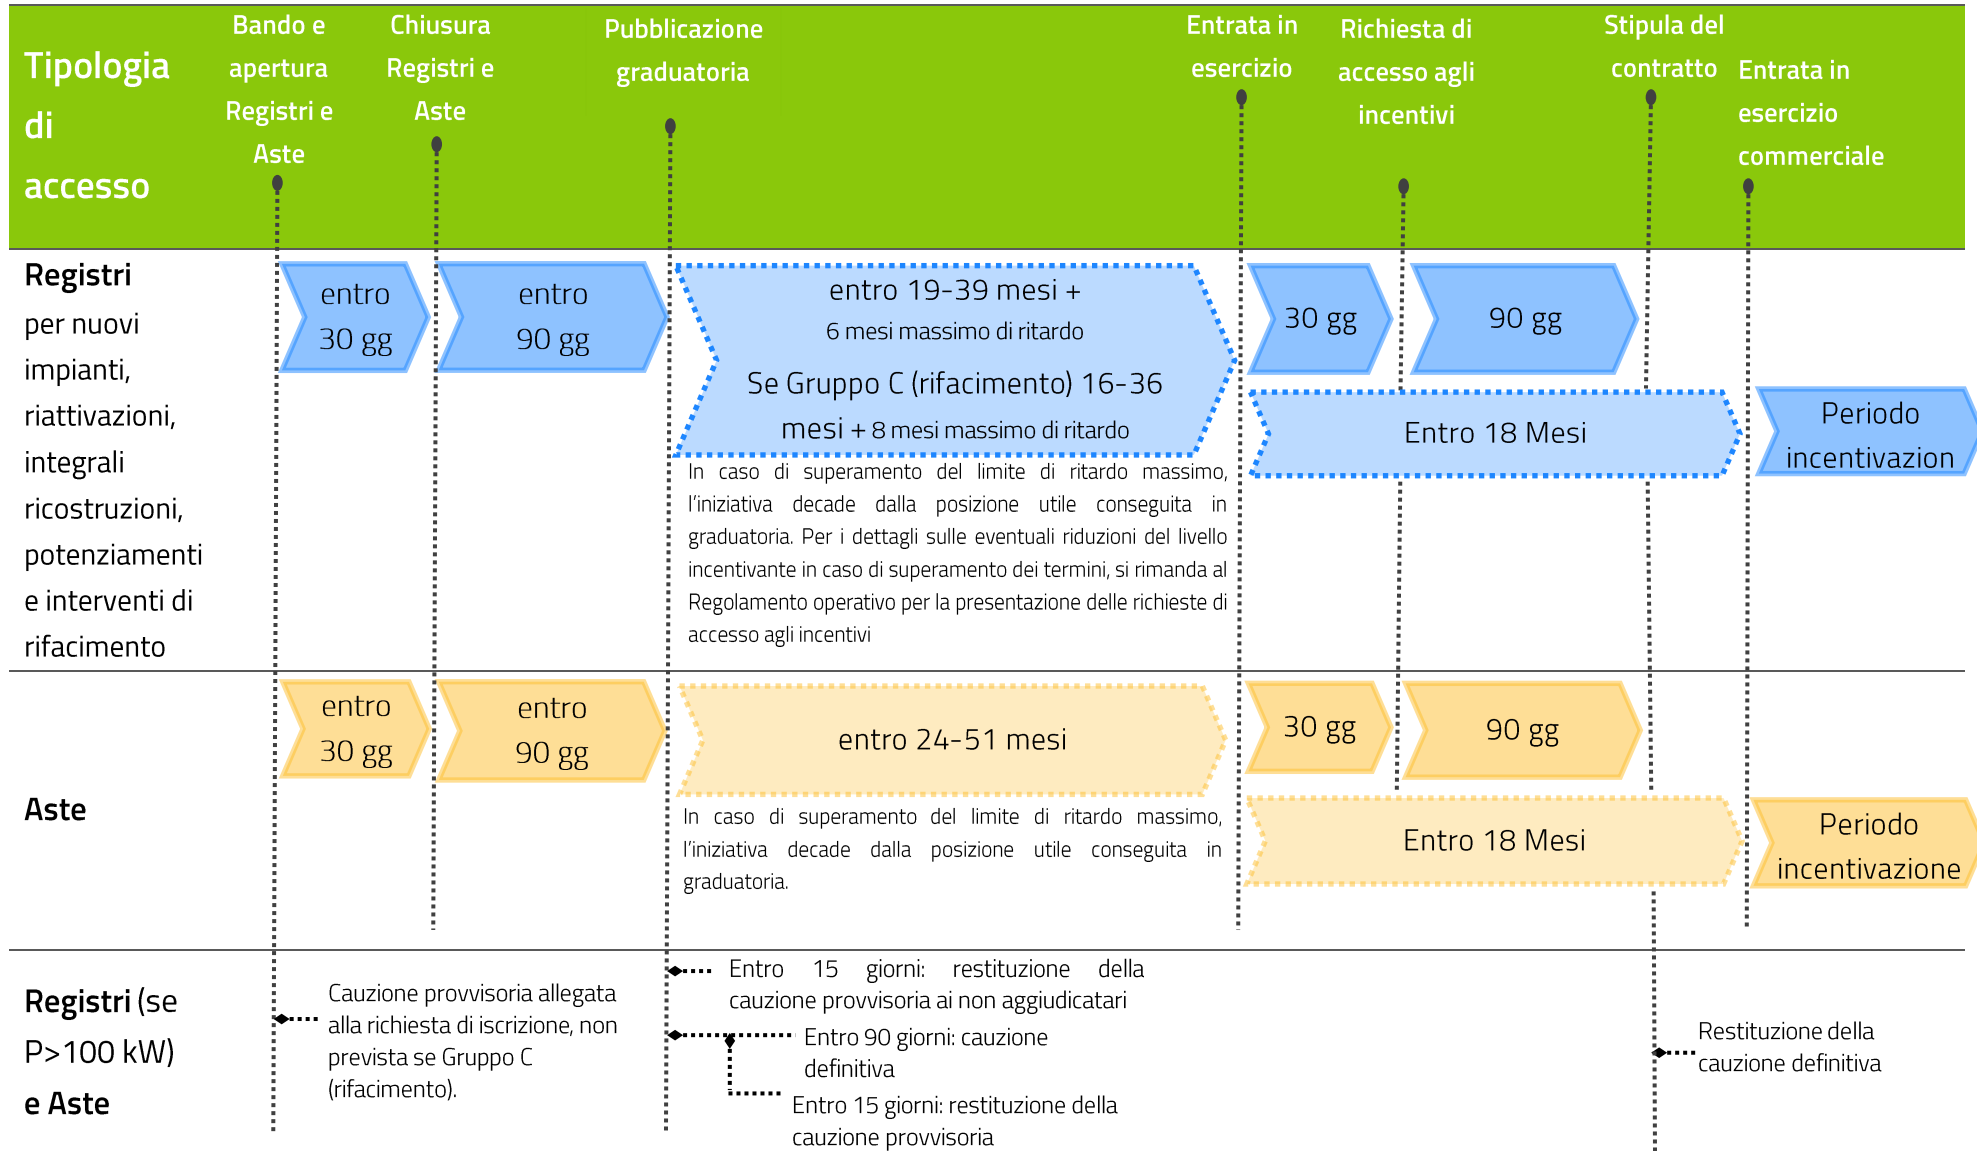 Tipologia
di
accesso
Bando e
apertura
Registri e
Aste
Chiusura
Registri e
Aste
Pubblicazione
graduatoria
Entrata in
esercizio
Richiesta di
accesso agli
incentivi
Stipula del
contratto
Entrata in
esercizio
commerciale
Registri
per nuovi
impianti,
riattivazioni,
integrali
ricostruzioni,
potenziamenti
e interventi di
rifacimento
entro
30 gg
entro
90 gg
entro 19-39 mesi +
6 mesi massimo di ritardo
Se Gruppo C (rifacimento) 16-36
mesi + 8 mesi massimo di ritardo
In caso di superamento del limite di ritardo massimo,
l'iniziativa decade dalla posizione utile conseguita in
graduatoria. Per i dettagli sulle eventuali riduzioni del livello
incentivante in caso di superamento dei termini, si rimanda al
Regolamento operativo per la presentazione delle richieste di
accesso agli incentivi
30 gg
90 gg
Entro 18 Mesi
Periodo
incentivazion
Aste
entro
30 gg
entro
90 gg
entro 24-51 mesi
In caso di superamento del limite di ritardo massimo,
l'iniziativa decade dalla posizione utile conseguita in
graduatoria.
30 gg
90 gg
Entro 18 Mesi
Periodo
incentivazione
Registri (se
P>100 kW)
e Aste
Cauzione provvisoria allegata
alla richiesta di iscrizione, non
prevista se Gruppo C
(rifacimento).
Entro 15 giorni: restituzione della
cauzione provvisoria ai non aggiudicatari
Entro 90 giorni: cauzione
definitiva
Entro 15 giorni: restituzione della
cauzione provvisoria
Restituzione della
cauzione definitiva